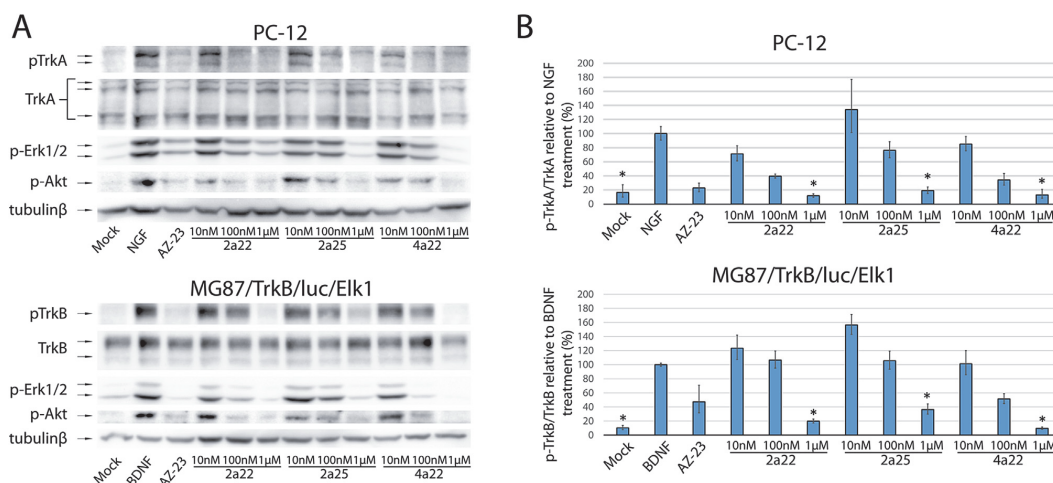 A
PC-12
pTrkA
TrkA
p-Erk1/2
p-Akt
tubulinβ
Mock
NGF
AZ-23
10nM 100nM 1μM
2a22
10nM 100nM 1μM
2a25
10nM 100nM 1μM
4a22
MG87/TrkB/luc/Elk1
pTrkB
TrkB
p-Erk1/2
p-Akt
tubulinβ
Mock
BDNF
AZ-23
10nM 100nM 1μM
2a22
10nM 100nM 1μM
2a25
10nM 100nM 1μM
4a22
B
PC-12
p-TrkA/TrkA relative to NGF
treatment (%)
200
180
160
140
120
100
80
60
40
20
0
*
*
*
*
Mock
NGF
AZ-23
10nM 100nM 1μM
2a22
10nM 100nM 1μM
2a25
10nM 100nM 1μM
4a22
MG87/TrkB/luc/Elk1
p-TrkB/TrkB relative to BDNF
treatment (%)
200
180
160
140
120
100
80
60
40
20
0
*
*
*
*
Mock
BDNF
AZ-23
10nM 100nM 1μM
2a22
10nM 100nM 1μM
2a25
10nM 100nM 1μM
4a22